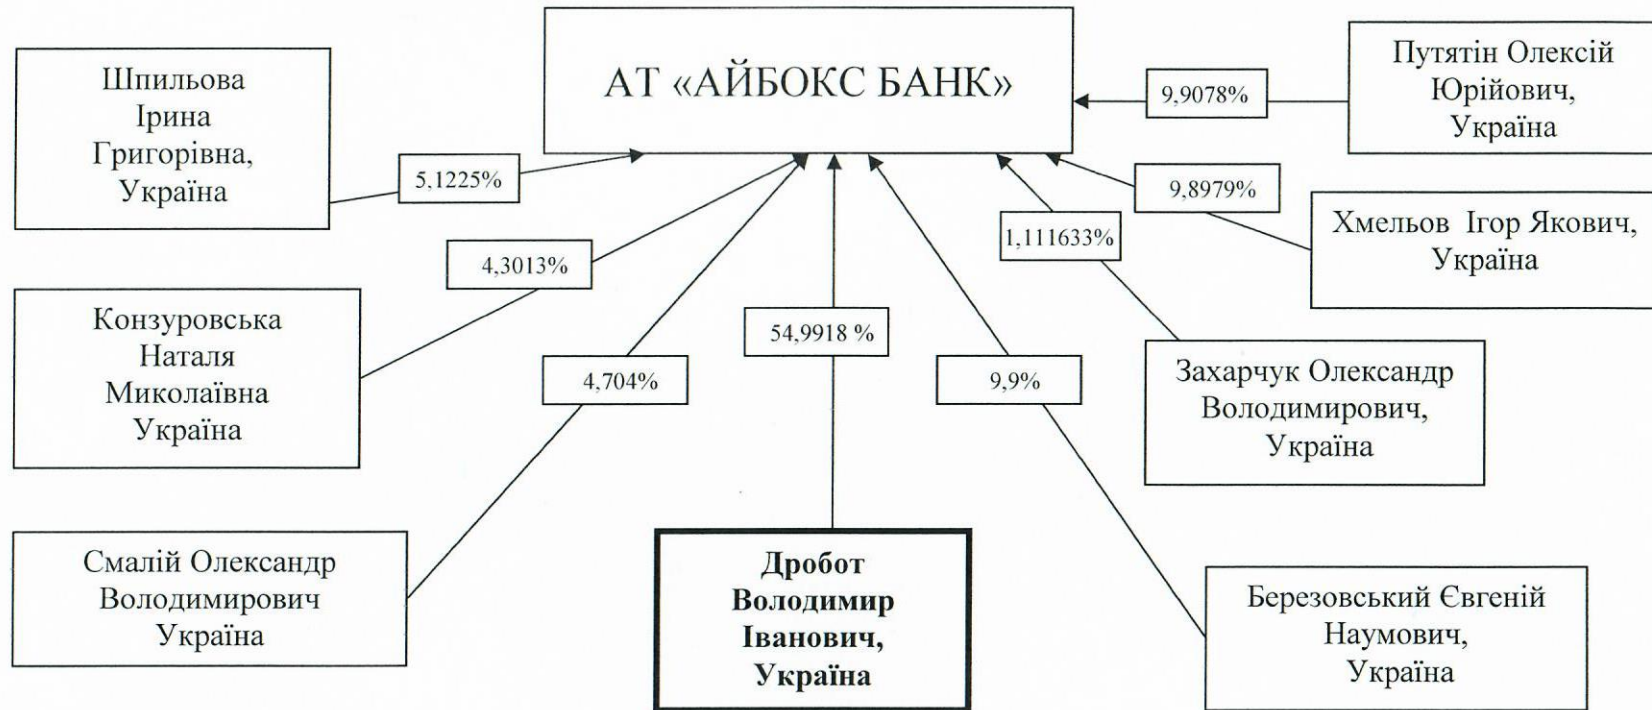 АТ «АЙБОКС БАНК»
Шпильова
Ірина
Григорівна,
Україна
5,1225%
Путятін Олексій
Юрійович,
Україна
9,9078%
Хмельов Ігор Якович,
Україна
9,8979%
1,111633%
Захарчук Олександр
Володимирович,
Україна
4,3013%
Конзуровська
Наталя
Миколаївна
Україна
54,9918 %
4,704%
9,9%
Смалій Олександр
Володимирович
Україна
Дробот
Володимир
Іванович,
Україна
Березовський Євгеній
Наумович,
Україна